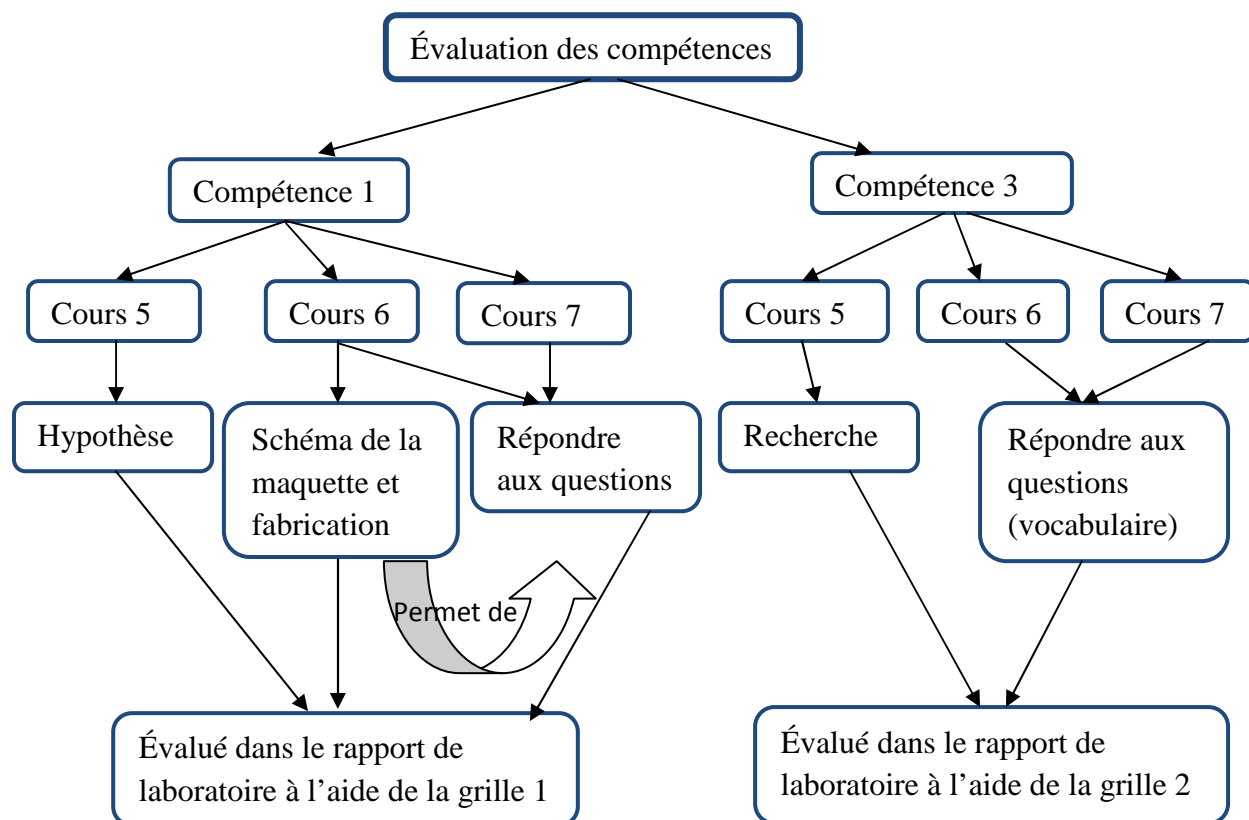 Évaluation des compétences
Compétence 1
Compétence 3
Cours 5
Cours 6
Cours 7
Cours 5
Cours 6
Cours 7
Hypothèse
Schéma de la
maquette et
fabrication
Répondre
aux questions
Recherche
Répondre aux
questions
(vocabulaire)
Permet de
Évalué dans le rapport de
laboratoire à l’aide de la grille 1
Évalué dans le rapport de
laboratoire à l’aide de la grille 2